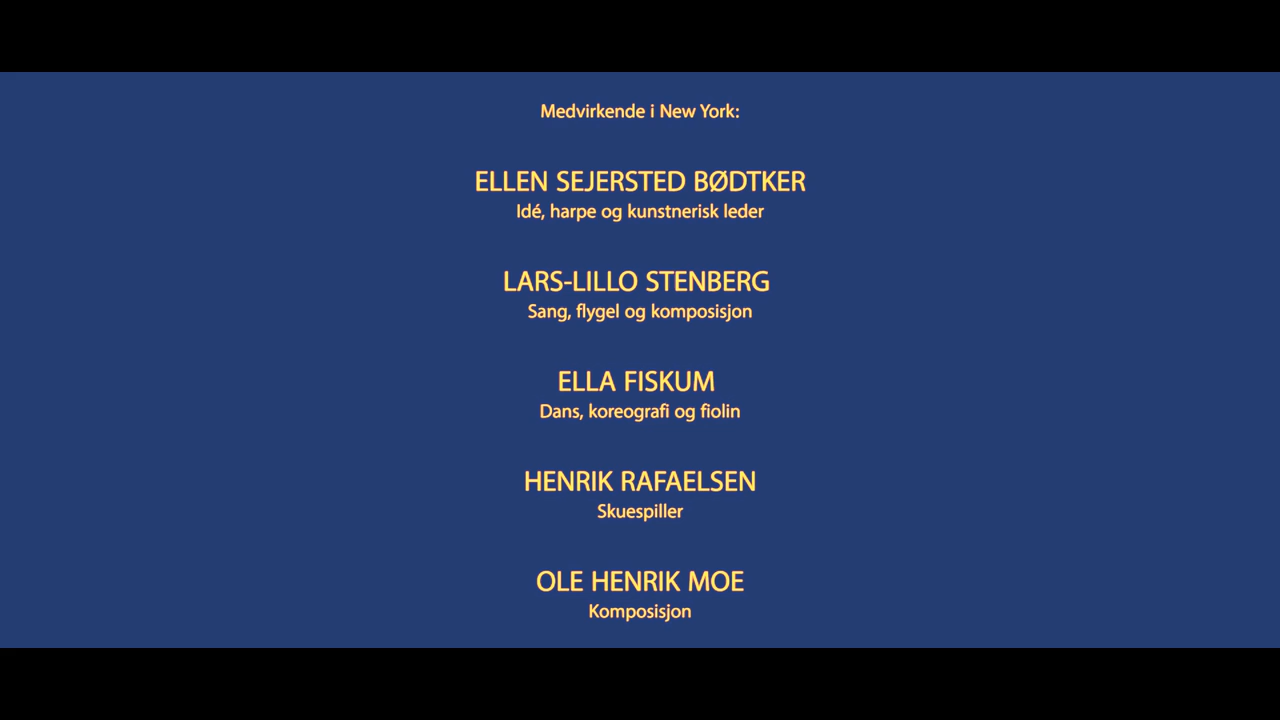 Medvirkende i New York:
ELLEN SEJERSTED BØDTKER
Idé, harpe og kunstnerisk leder
LARS-LILLO STENBERG
Sang, flygel og komposisjon
ELLA FISKUM
Dans, koreografi og fiolin
HENRIK RAFAELSEN
Skuespiller
OLE HENRIK MOE
Komposisjon